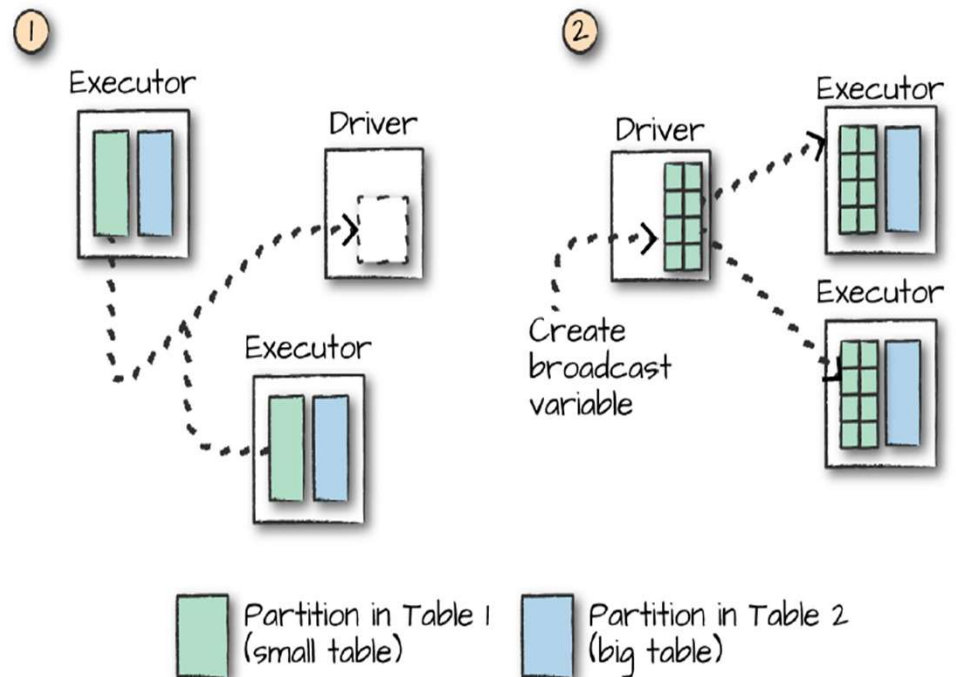 1
2
Executor
Driver
Executor
Driver
Executor
Executor
Create
broadcast
variable
Executor
Partition in Table 1
(small table)
Partition in Table 2
(big table)